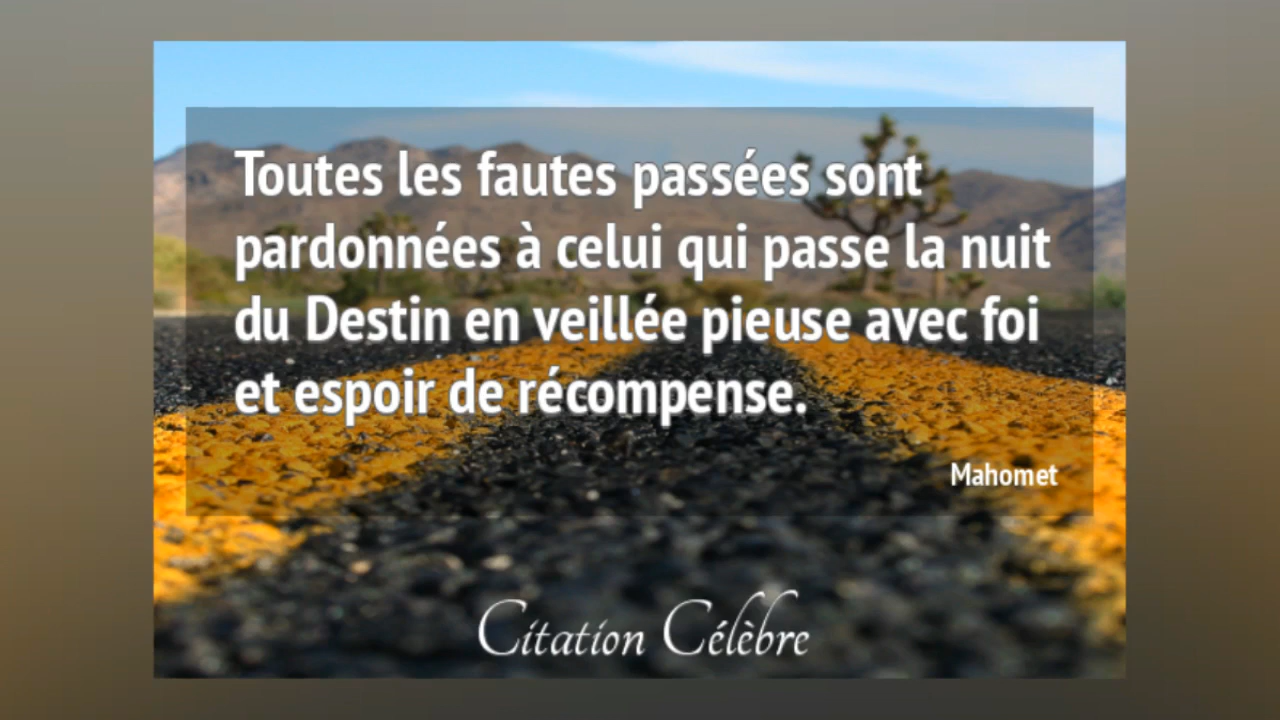 Toutes les fautes passées sont
pardonnées à celui qui passe la nuit
du Destin en veillée pieuse avec foi
et espoir de récompense.
Mahomet
Citation Célèbre